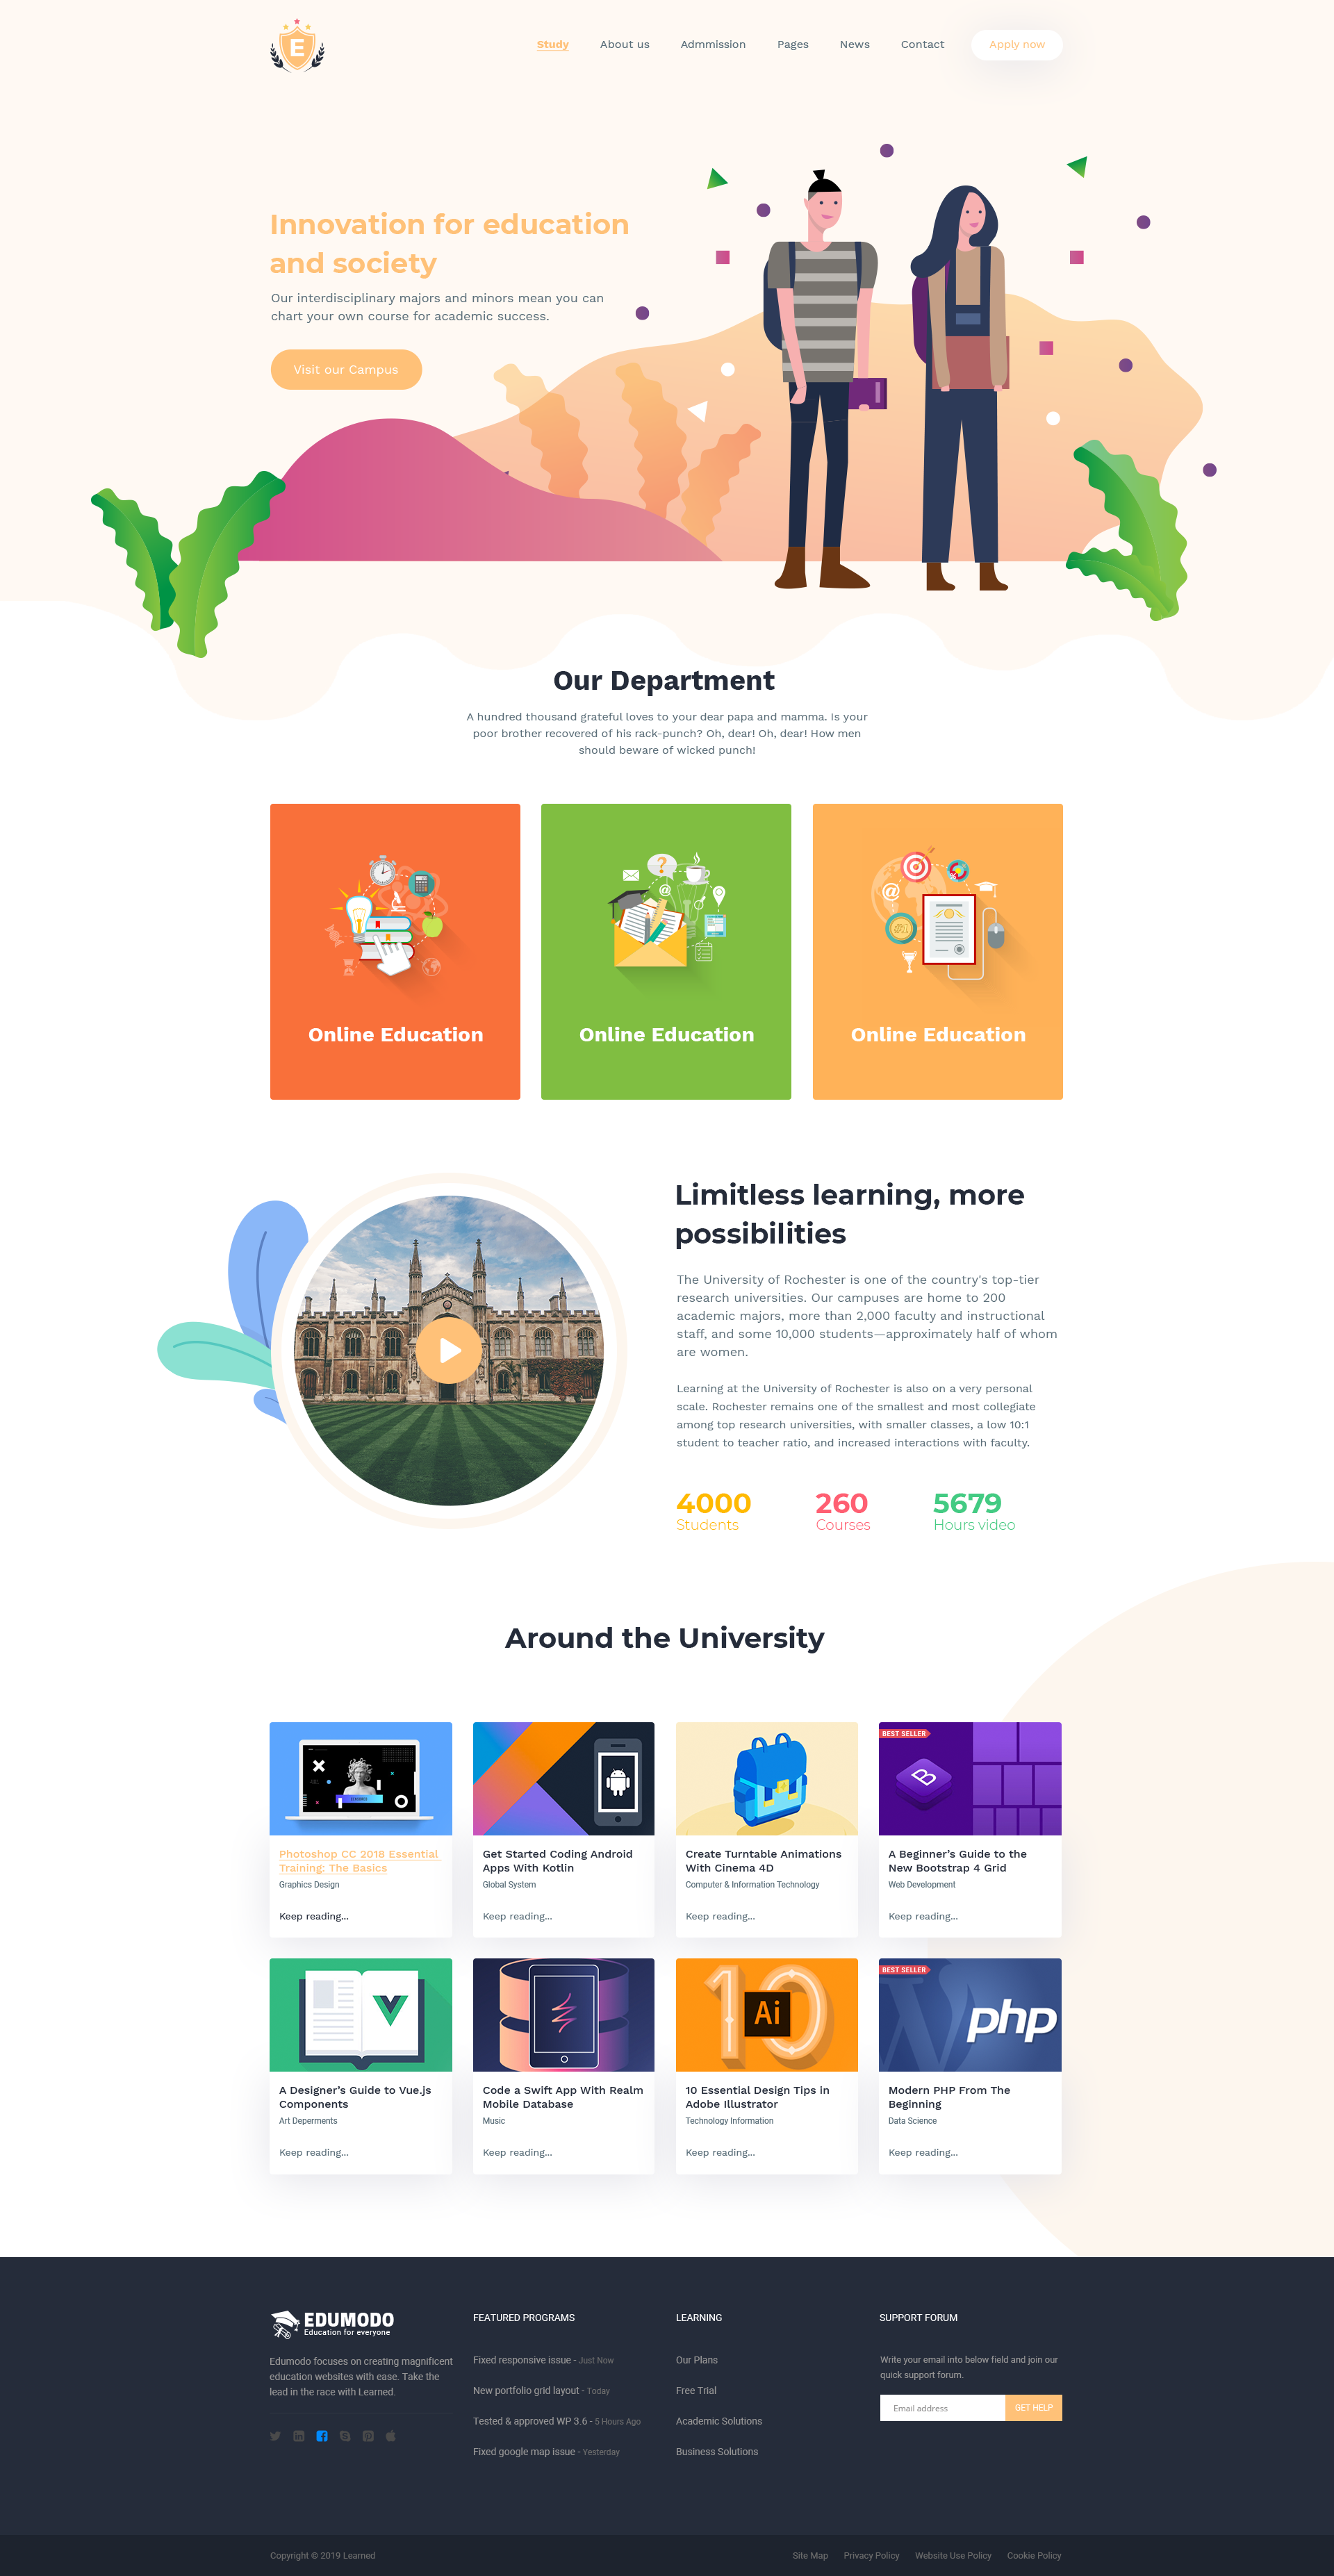 E
Study
About us
Admmission
Pages
News
Contact
Apply now
Innovation for education
and society
Our interdisciplinary majors and minors mean you can
chart your own course for academic success.
Visit our Campus
Our Department
A hundred thousand grateful loves to your dear papa and mamma. Is your
poor brother recovered of his rack-punch? Oh, dear! Oh, dear! How men
should beware of wicked punch!
Online Education
Online Education
Online Education
Limitless learning, more
possibilities
The University of Rochester is one of the country's top-tier
research universities. Our campuses are home to 200
academic majors, more than 2,000 faculty and instructional
staff, and some 10,000 students—approximately half of whom
are women.
Learning at the University of Rochester is also on a very personal
scale. Rochester remains one of the smallest and most collegiate
among top research universities, with smaller classes, a low 10:1
student to teacher ratio, and increased interactions with faculty.
4000
Students
260
Courses
5679
Hours video
Around the University
Photoshop CC 2018 Essential
Training: The Basics
Graphics Design
Keep reading...
Get Started Coding Android
Apps With Kotlin
Global System
Keep reading...
Create Turntable Animations
With Cinema 4D
Computer & Information Technology
Keep reading...
BEST SELLER
B
A Beginner’s Guide to the
New Bootstrap 4 Grid
Web Development
Keep reading...
A Designer’s Guide to Vue.js
Components
Art Deperments
Keep reading...
Code a Swift App With Realm
Mobile Database
Music
Keep reading...
10
Ai
10 Essential Design Tips in
Adobe Illustrator
Technology Information
Keep reading...
BEST SELLER
W
php
Modern PHP From The
Beginning
Data Science
Keep reading...
EDUMODO
Education for everyone
Edumodo focuses on creating magnificent
education websites with ease. Take the
lead in the race with Learned.
FEATURED PROGRAMS
Fixed responsive issue - Just Now
New portfolio grid layout - Today
Tested & approved WP 3.6 - 5 Hours Ago
Fixed google map issue - Yesterday
LEARNING
Our Plans
Free Trial
Academic Solutions
Business Solutions
SUPPORT FORUM
Write your email into below field and join our
quick support forum.
Email address
GET HELP
Copyright © 2019 Learned
Site Map
Privacy Policy
Website Use Policy
Cookie Policy